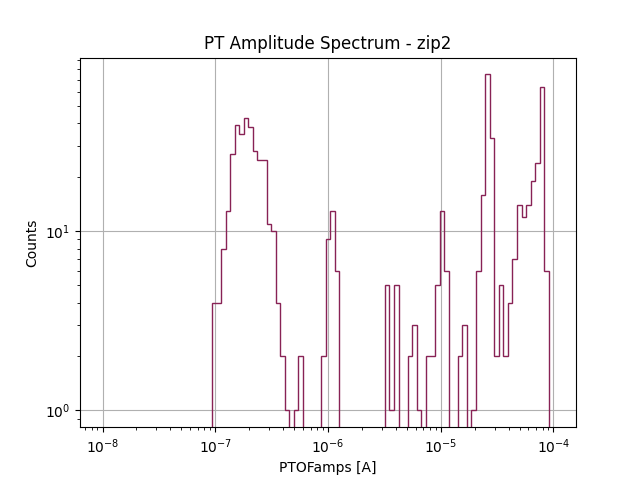 PT Amplitude Spectrum - zip2
Counts
10¹
10⁰
10⁻⁸ 10⁻⁷ 10⁻⁶ 10⁻⁵ 10⁻⁴
PTOFamps [A]